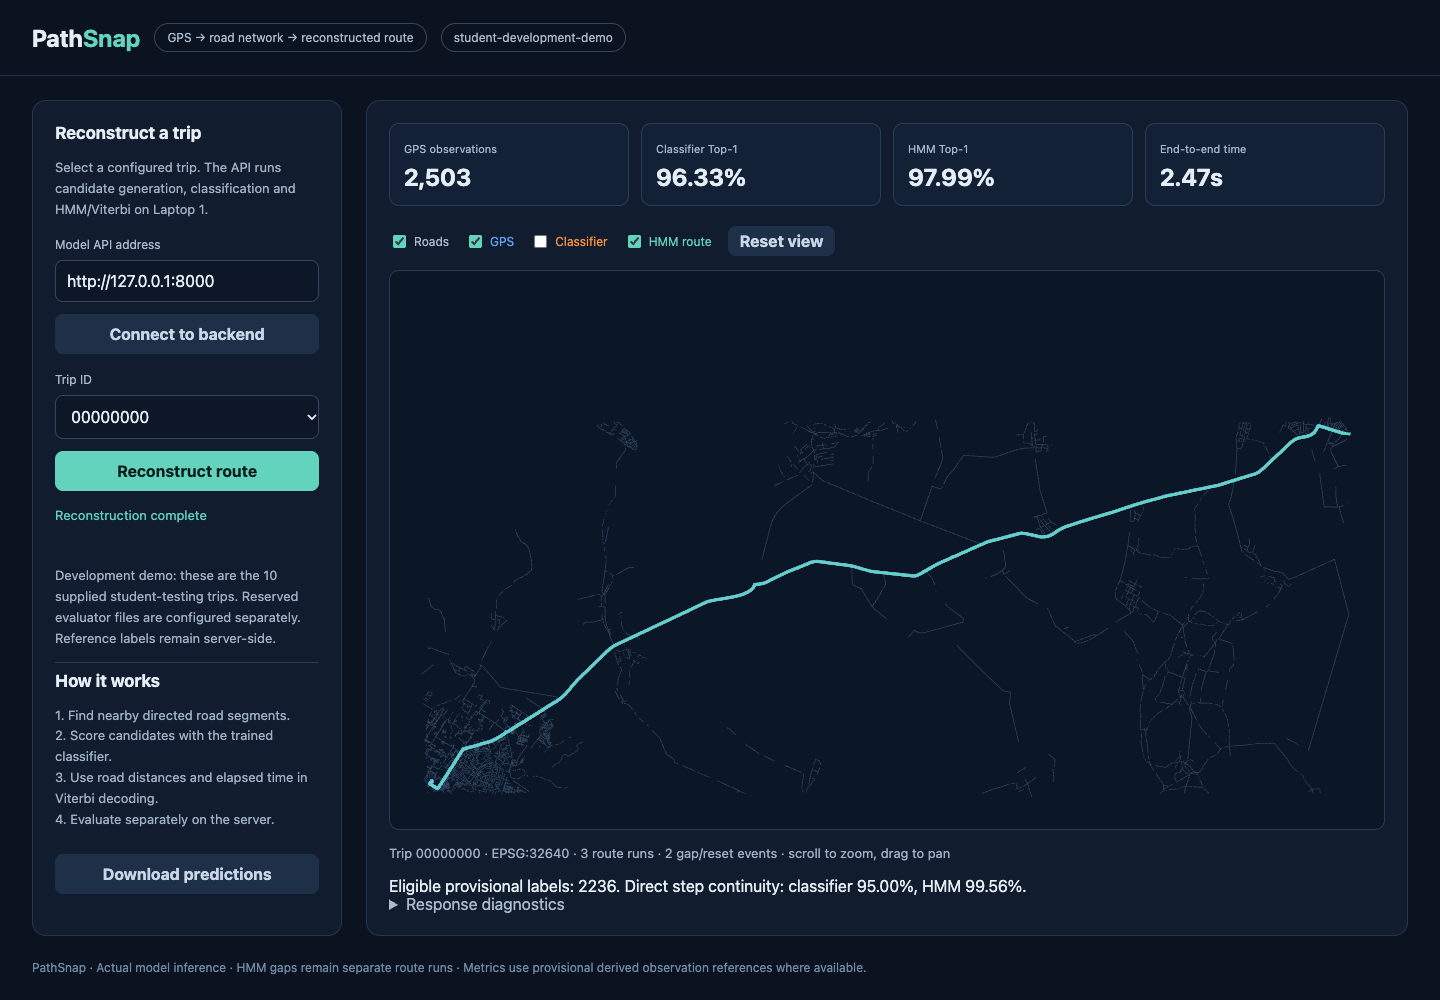 PathSnap
GPS → road network → reconstructed route
student-development-demo
Reconstruct a trip
Select a configured trip. The API runs
candidate generation, classification and
HMM/Viterbi on Laptop 1.
Model API address
http://127.0.0.1:8000
Connect to backend
Trip ID
00000000
Reconstruct route
Reconstruction complete
Development demo: these are the 10
supplied student-testing trips. Reserved
evaluator files are configured separately.
Reference labels remain server-side.
How it works
1. Find nearby directed road segments.
2. Score candidates with the trained
classifier.
3. Use road distances and elapsed time in
Viterbi decoding.
4. Evaluate separately on the server.
Download predictions
GPS observations
2,503
Classifier Top-1
96.33%
HMM Top-1
97.99%
End-to-end time
2.47s
Roads
GPS
Classifier
HMM route
Reset view
Trip 00000000 · EPSG:32640 · 3 route runs · 2 gap/reset events · scroll to zoom, drag to pan
Eligible provisional labels: 2236. Direct step continuity: classifier 95.00%, HMM 99.56%.
Response diagnostics
PathSnap · Actual model inference · HMM gaps remain separate route runs · Metrics use provisional derived observation references where available.